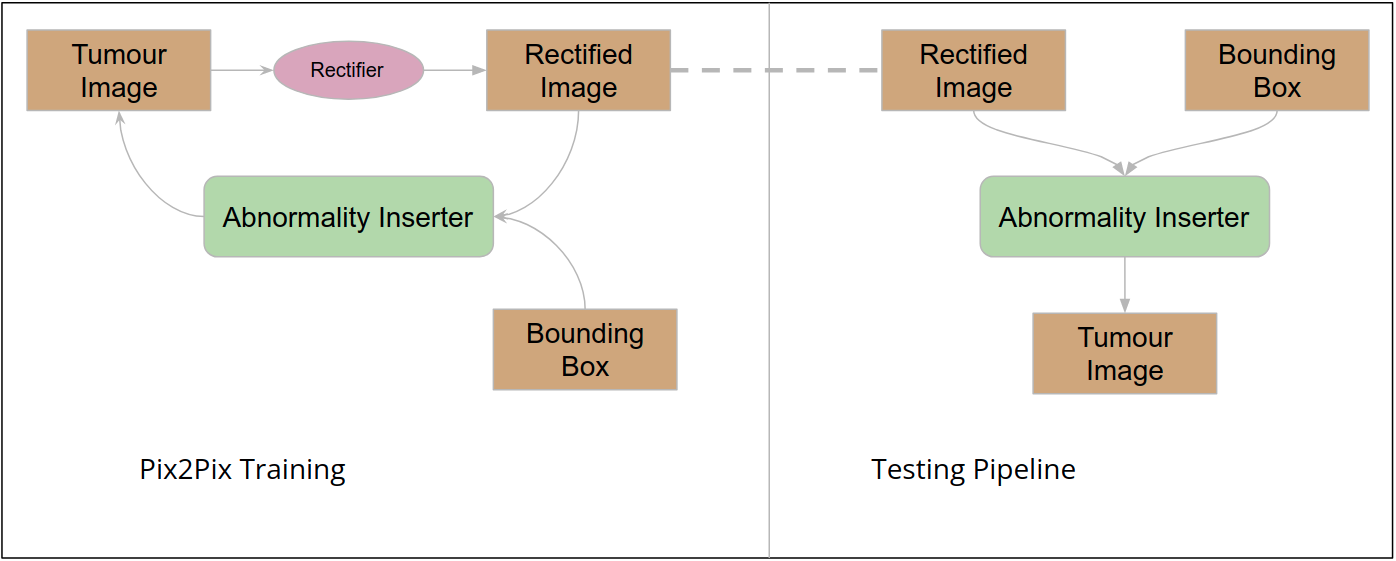 Tumour
Image
Rectifier
Rectified
Image
Abnormality Inserter
Bounding
Box
Pix2Pix Training
Rectified
Image
Bounding
Box
Abnormality Inserter
Tumour
Image
Testing Pipeline